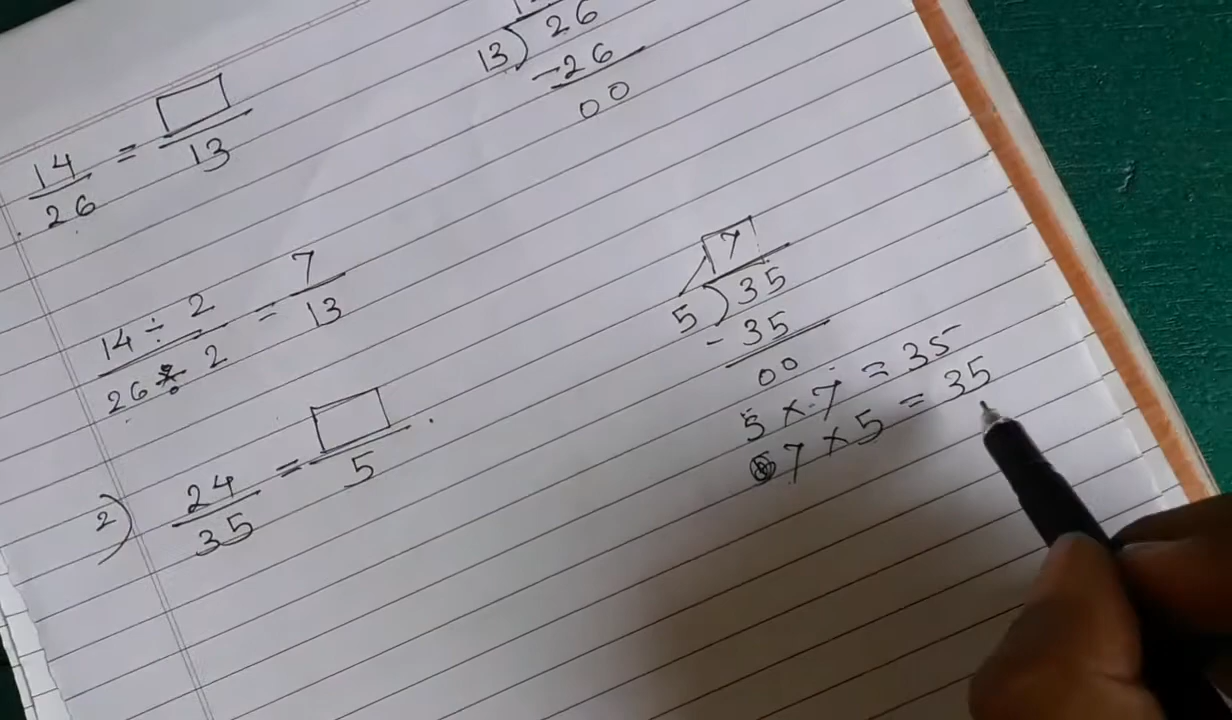 14/26 = □/13
13)26
-26
00
14 ÷ 2 / 26 ÷ 2 = 7/13
2) 24/35 = □/5 .
7
5)35
-35
00
5 × 7 = 35
7 × 5 = 35